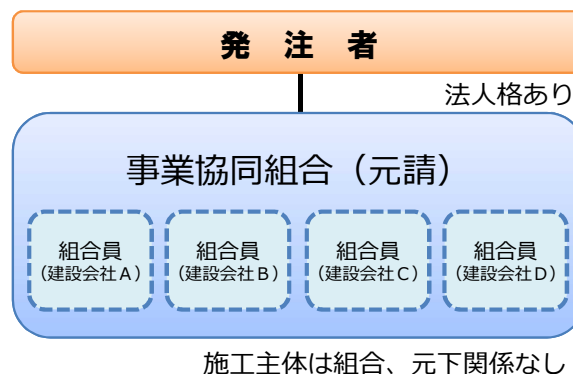 発 注 者
法人格あり
事業協同組合(元請)
組合員 組合員 組合員 組合員
(建設会社A) (建設会社B) (建設会社C) (建設会社D)
施工主体は組合、元下関係なし